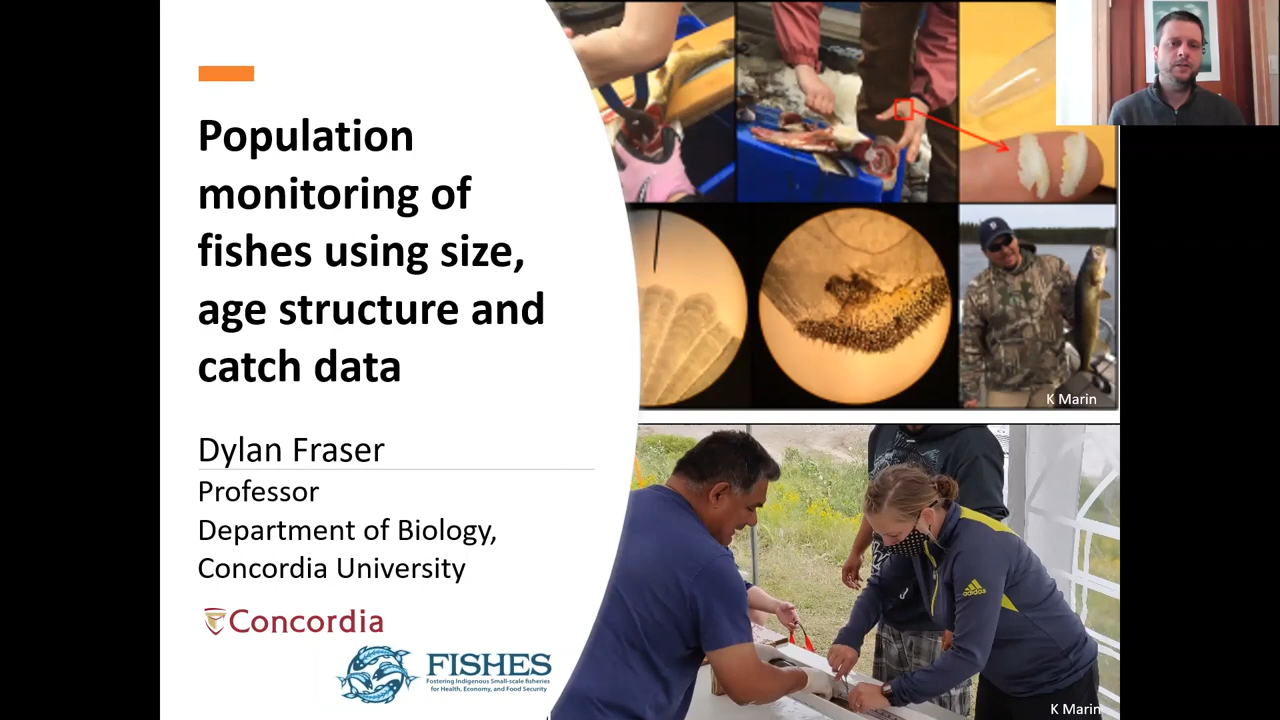 Population
monitoring of
fishes using size,
age structure and
catch data
Dylan Fraser
Professor
Department of Biology,
Concordia University
Concordia
FISHES
Fostering Indigenous Small-scale fisheries
for Health, Economy, and Food Security
K Marin
adidas
K Marin